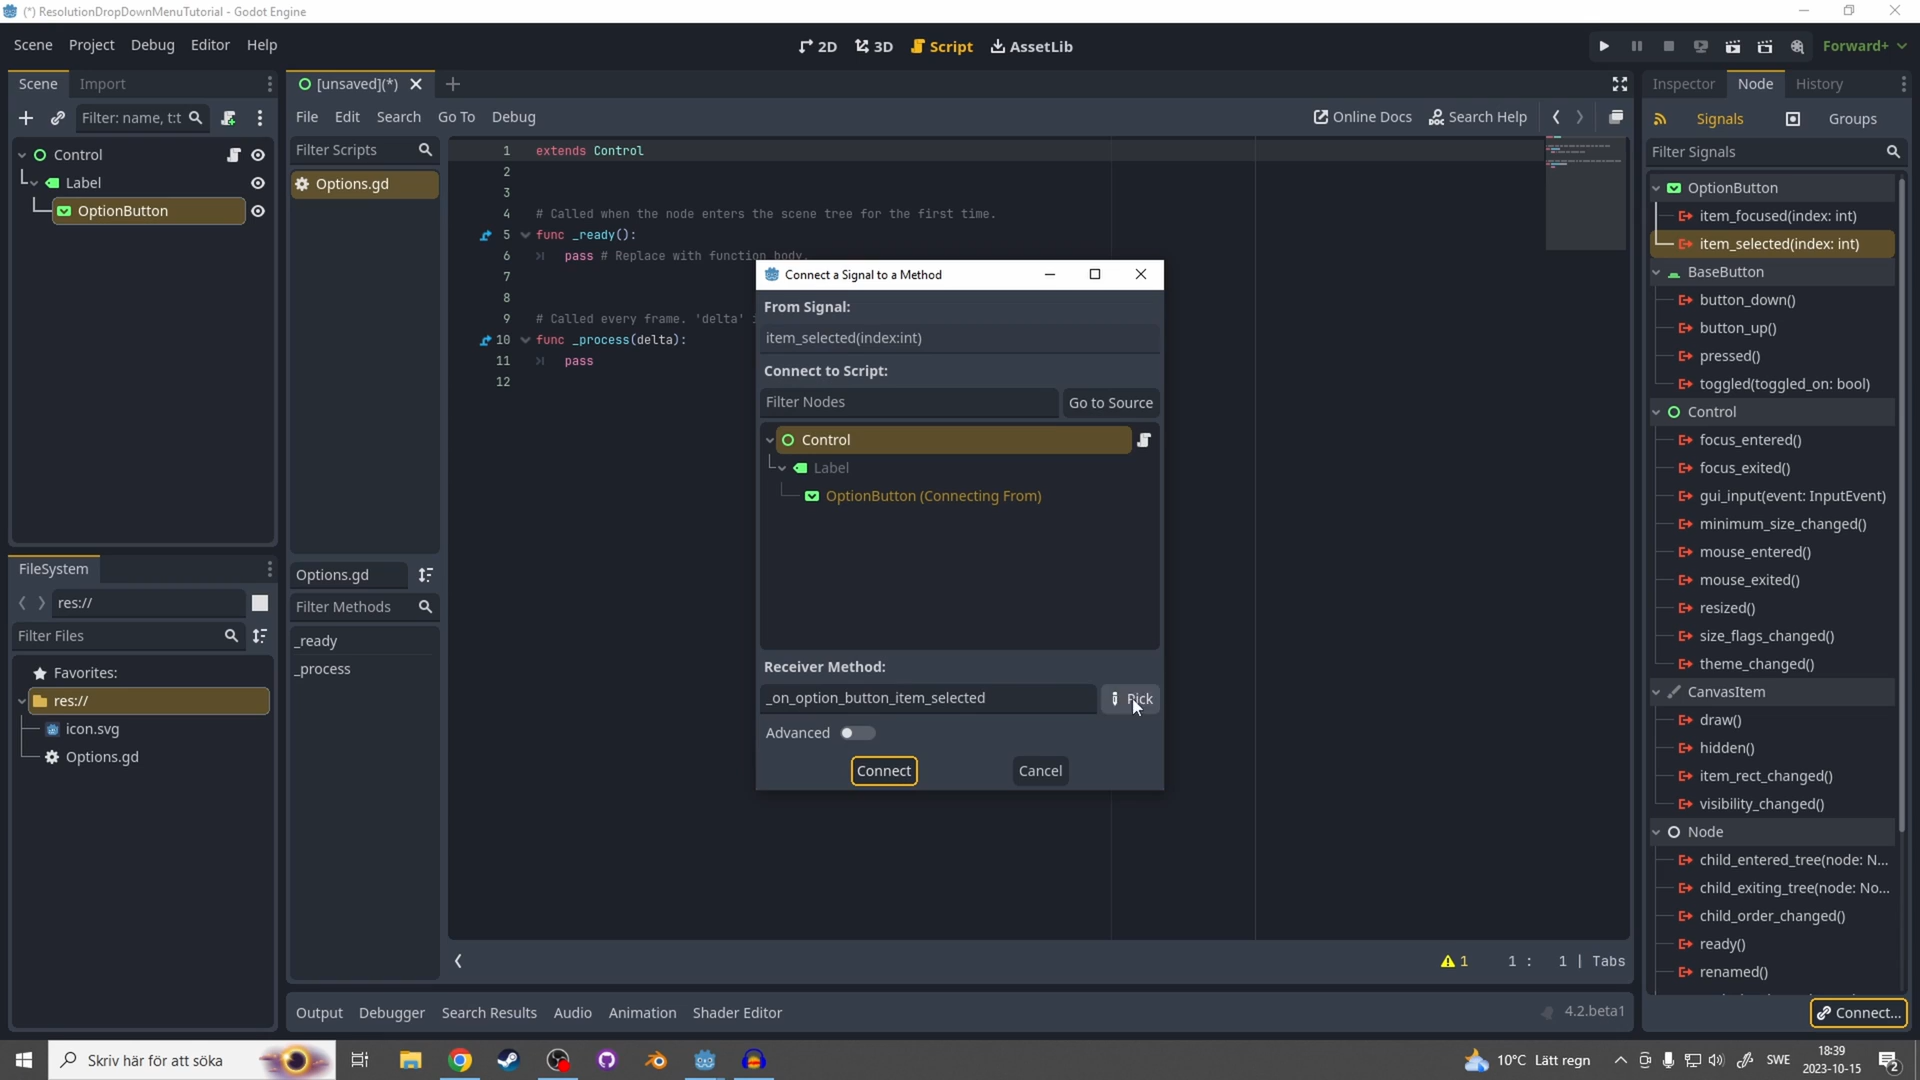 (*) ResolutionDropDownMenuTutorial - Godot Engine
Scene Project Debug Editor Help
2D 3D Script AssetLib
Forward+
Scene Import
[unsaved](*)
Inspector Node History
Filter: name, t:t
File Edit Search Go To Debug
Online Docs Search Help
Signals Groups
Control
Label
OptionButton
Filter Scripts
Options.gd
Filter Signals
1 extends Control
2
3
4 # Called when the node enters the scene tree for the first time.
5 func _ready():
6 pass # Replace with function body.
7
8
9 # Called every frame. 'delta'
10 func _process(delta):
11 pass
12
Connect a Signal to a Method
From Signal:
item_selected(index:int)
Connect to Script:
Filter Nodes Go to Source
Control
Label
OptionButton (Connecting From)
Receiver Method:
_on_option_button_item_selected Pick
Advanced
Connect Cancel
OptionButton
item_focused(index: int)
item_selected(index: int)
BaseButton
button_down()
button_up()
pressed()
toggled(toggled_on: bool)
Control
focus_entered()
focus_exited()
gui_input(event: InputEvent)
minimum_size_changed()
mouse_entered()
mouse_exited()
resized()
size_flags_changed()
theme_changed()
CanvasItem
draw()
hidden()
item_rect_changed()
visibility_changed()
Node
child_entered_tree(node: N...
child_exiting_tree(node: No...
child_order_changed()
ready()
renamed()
Connect...
FileSystem
res://
Filter Files
Favorites:
res://
icon.svg
Options.gd
Options.gd
Filter Methods
_ready
_process
1 1 : 1 | Tabs
Output Debugger Search Results Audio Animation Shader Editor
4.2.beta1
Skriv här för att söka
10°C Lätt regn
SWE
18:39
2023-10-15
2